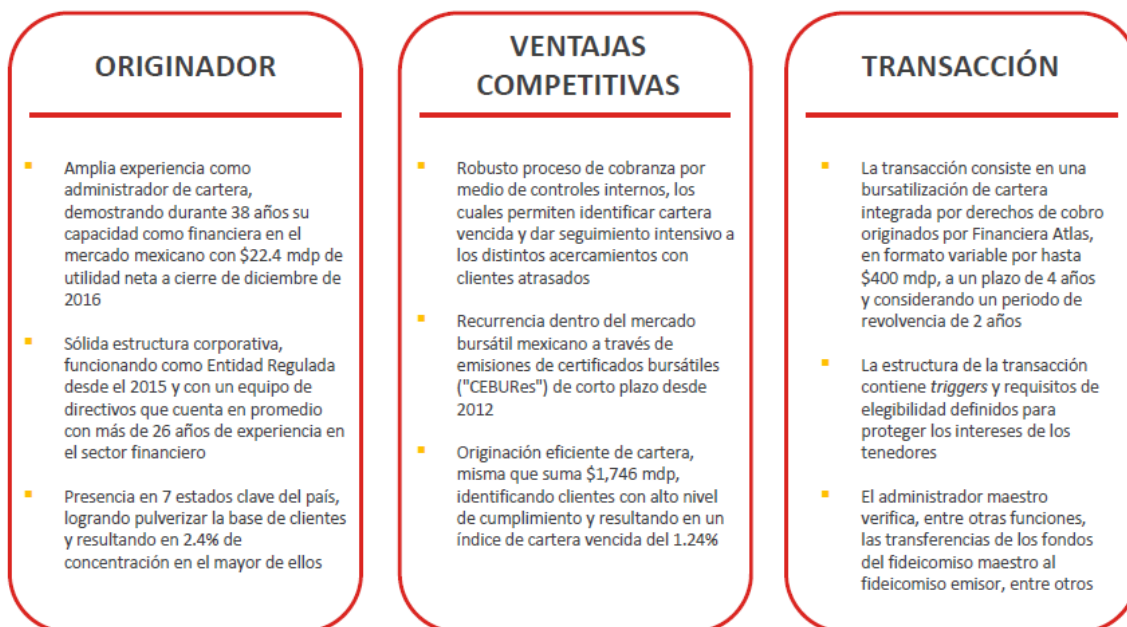 ORIGINADOR
Amplia experiencia como
administrador de cartera,
demostrando durante 38 años su
capacidad como financiera en el
mercado mexicano con $22.4 mdp de
utilidad neta a cierre de diciembre de
2016
Sólida estructura corporativa,
funcionando como Entidad Regulada
desde el 2015 y con un equipo de
directivos que cuenta en promedio
con más de 26 años de experiencia en
el sector financiero
Presencia en 7 estados clave del país,
logrando pulverizar la base de clientes
y resultando en 2.4% de
concentración en el mayor de ellos
VENTAJAS
COMPETITIVAS
Robusto proceso de cobranza por
medio de controles internos, los
cuales permiten identificar cartera
vencida y dar seguimiento intensivo a
los distintos acercamientos con
clientes atrasados
Recurrencia dentro del mercado
bursátil mexicano a través de
emisiones de certificados bursátiles
("CEBURes") de corto plazo desde
2012
Originación eficiente de cartera,
misma que suma $1,746 mdp,
identificando clientes con alto nivel
de cumplimiento y resultando en un
índice de cartera vencida del 1.24%
TRANSACCIÓN
La transacción consiste en una
bursatilización de cartera
integrada por derechos de cobro
originados por Financiera Atlas,
en formato variable por hasta
$400 mdp, a un plazo de 4 años
y considerando un periodo de
revolvencia de 2 años
La estructura de la transacción
contiene triggers y requisitos de
elegibilidad definidos para
proteger los intereses de los
tenedores
El administrador maestro
verifica, entre otras funciones,
las transferencias de los fondos
del fideicomiso maestro al
fideicomiso emisor, entre otros